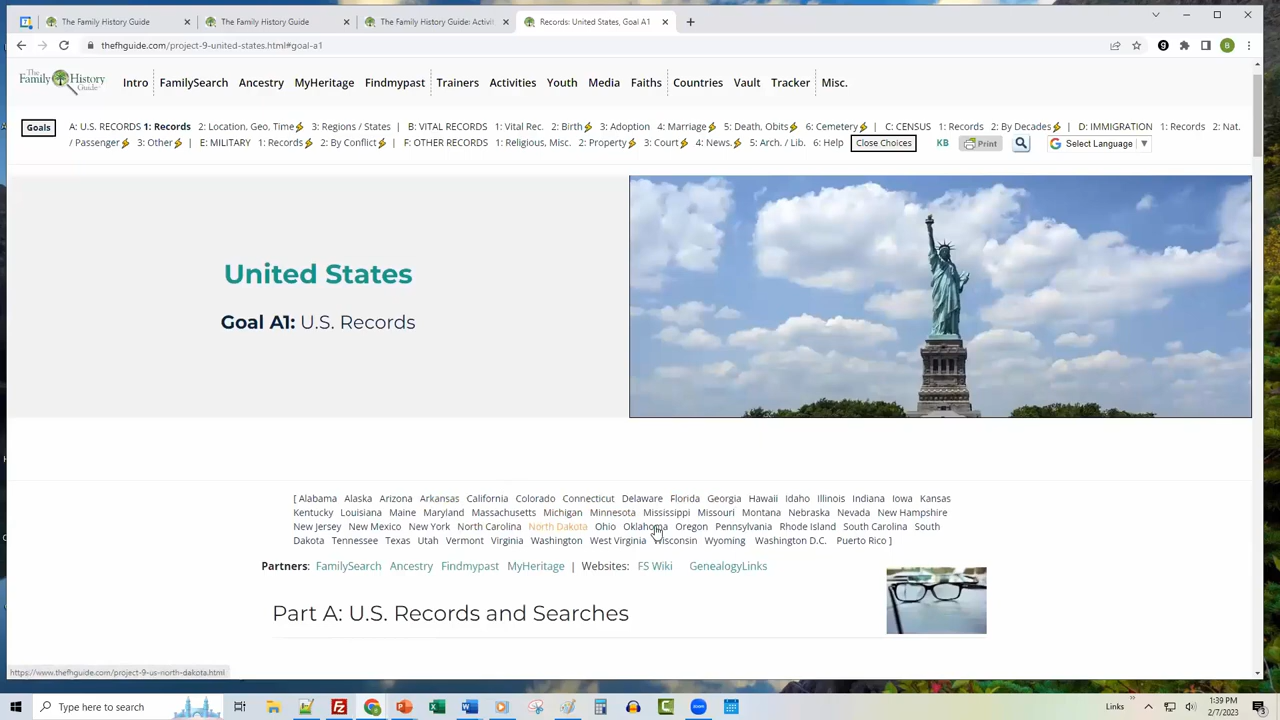 The Family History Guide
The Family History Guide
The Family History Guide: Activit
Records: United States, Goal A1
thefhguide.com/project-9-united-states.html#goal-a1
The Family History Guide
Intro FamilySearch Ancestry MyHeritage Findmypast Trainers Activities Youth Media Faiths Countries Vault Tracker Misc.
Goals A: U.S. RECORDS 1: Records 2: Location, Geo, Time 3: Regions / States | B: VITAL RECORDS 1: Vital Rec. 2: Birth 3: Adoption 4: Marriage 5: Death, Obits 6: Cemetery | C: CENSUS 1: Records 2: By Decades | D: IMMIGRATION 1: Records 2: Nat.
/ Passenger 3: Other | E: MILITARY 1: Records 2: By Conflict | F: OTHER RECORDS 1: Religious, Misc. 2: Property 3: Court 4: News. 5: Arch. / Lib. 6: Help Close Choices KB Print Select Language
United States
Goal A1: U.S. Records
[ Alabama Alaska Arizona Arkansas California Colorado Connecticut Delaware Florida Georgia Hawaii Idaho Illinois Indiana Iowa Kansas
Kentucky Louisiana Maine Maryland Massachusetts Michigan Minnesota Mississippi Missouri Montana Nebraska Nevada New Hampshire
New Jersey New Mexico New York North Carolina North Dakota Ohio Oklahoma Oregon Pennsylvania Rhode Island South Carolina South
Dakota Tennessee Texas Utah Vermont Virginia Washington West Virginia Wisconsin Wyoming Washington D.C. Puerto Rico ]
Partners: FamilySearch Ancestry Findmypast MyHeritage | Websites: FS Wiki GenealogyLinks
Part A: U.S. Records and Searches
https://www.thefhguide.com/project-9-us-north-dakota.html
Type here to search
Links
1:39 PM
2/7/2023